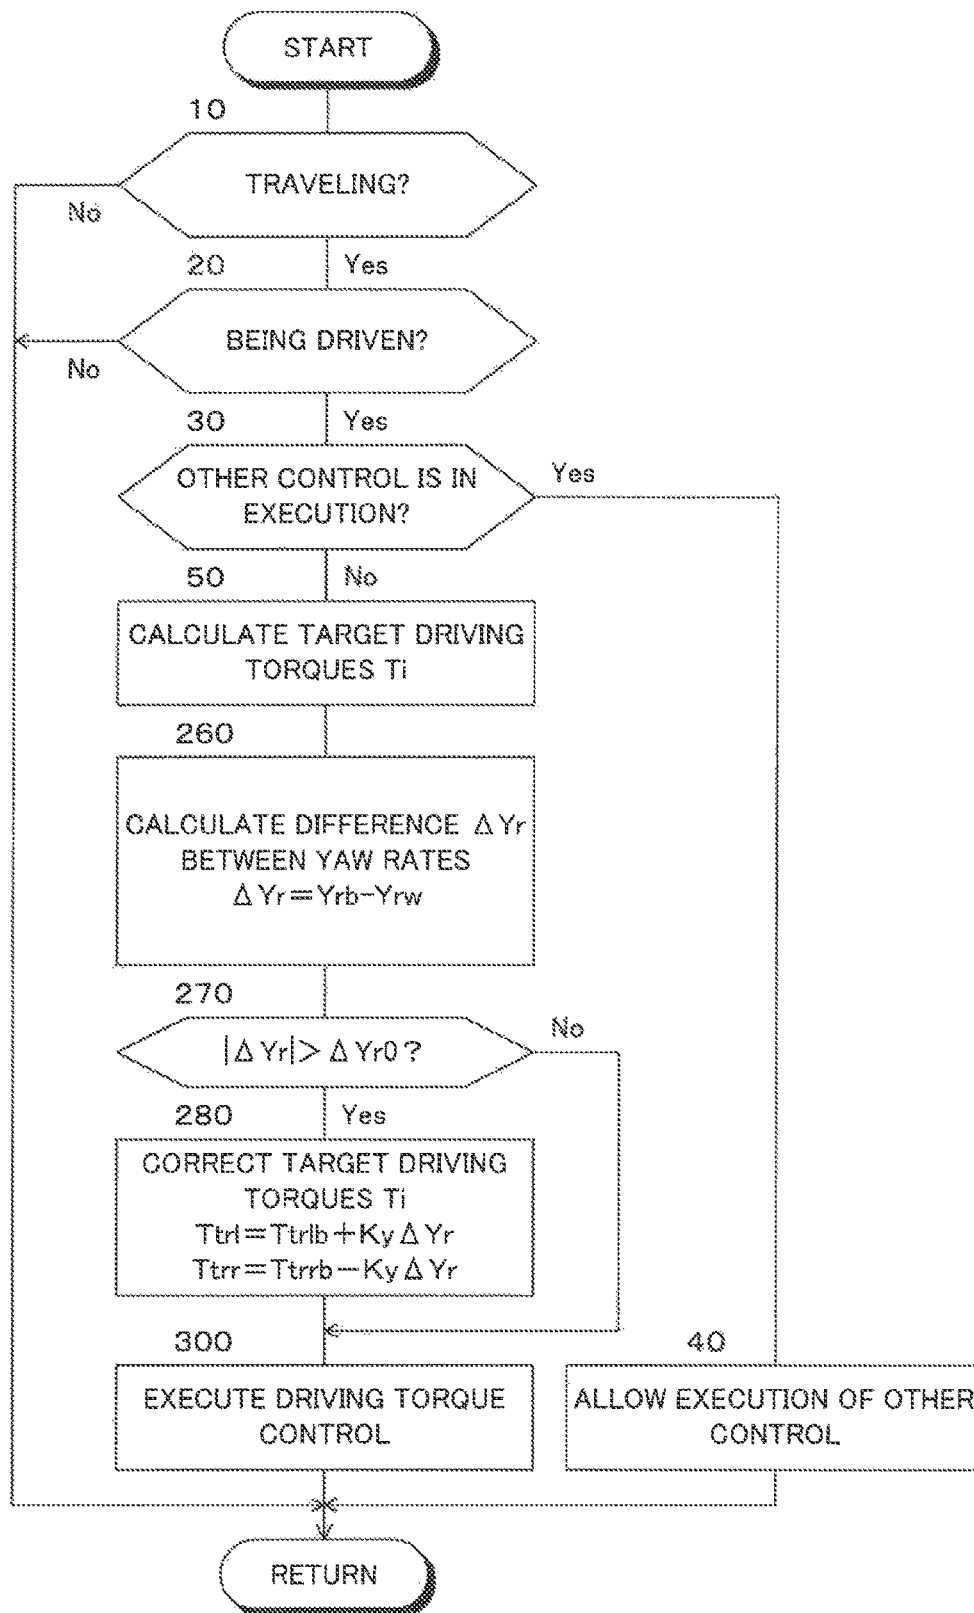 START
10
TRAVELING?
No
20
Yes
BEING DRIVEN?
No
30
Yes
OTHER CONTROL IS IN
EXECUTION?
Yes
50
No
CALCULATE TARGET DRIVING
TORQUES Ti
260
CALCULATE DIFFERENCE ΔYr
BETWEEN YAW RATES
ΔYr=Yrb-Yrw
270
|ΔYr|> ΔYr0?
No
280
Yes
CORRECT TARGET DRIVING
TORQUES Ti
Ttrl=Ttrlb+KyΔYr
Ttrr=Ttrrb-KyΔYr
300
EXECUTE DRIVING TORQUE
CONTROL
40
ALLOW EXECUTION OF OTHER
CONTROL
RETURN